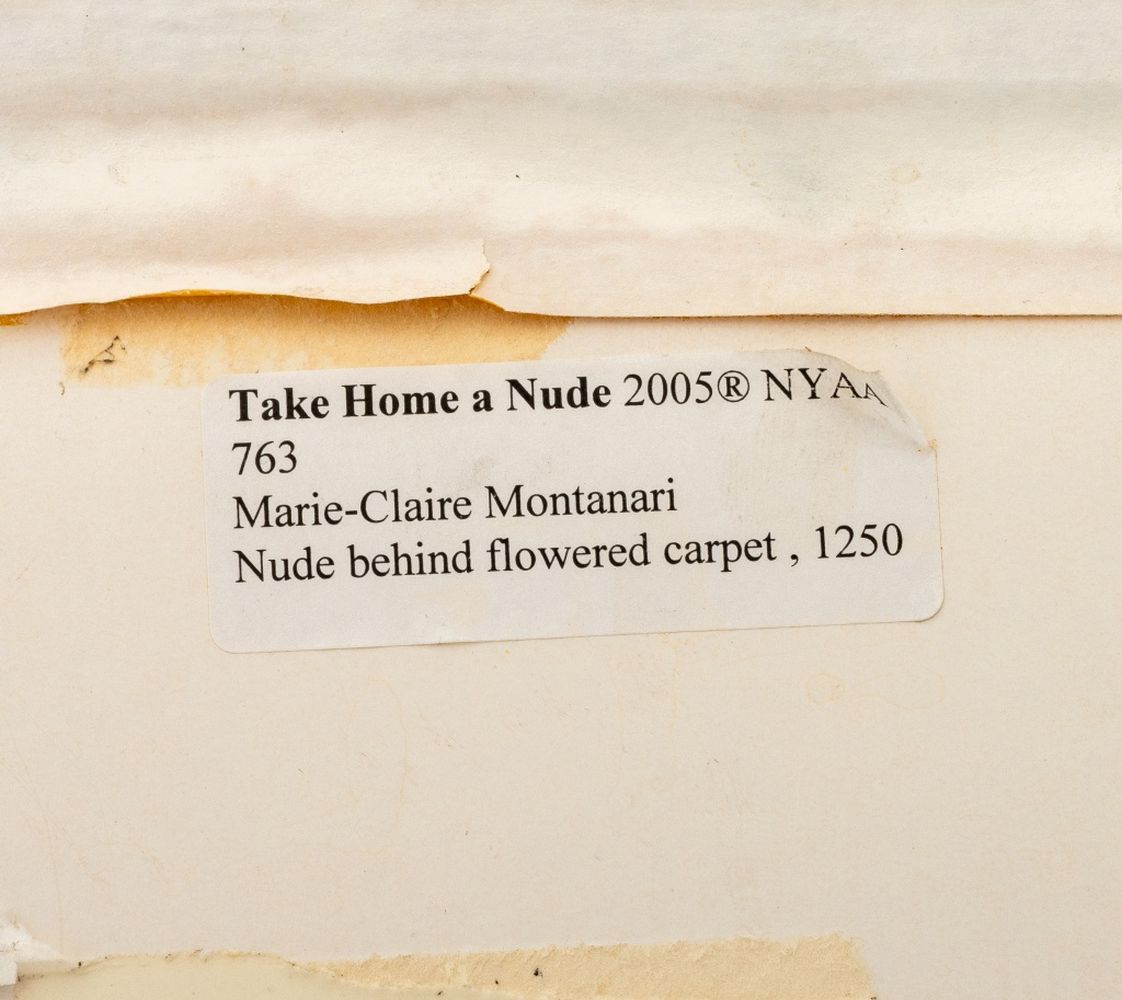 Take Home a Nude 2005® NYAA
763
Marie-Claire Montanari
Nude behind flowered carpet , 1250